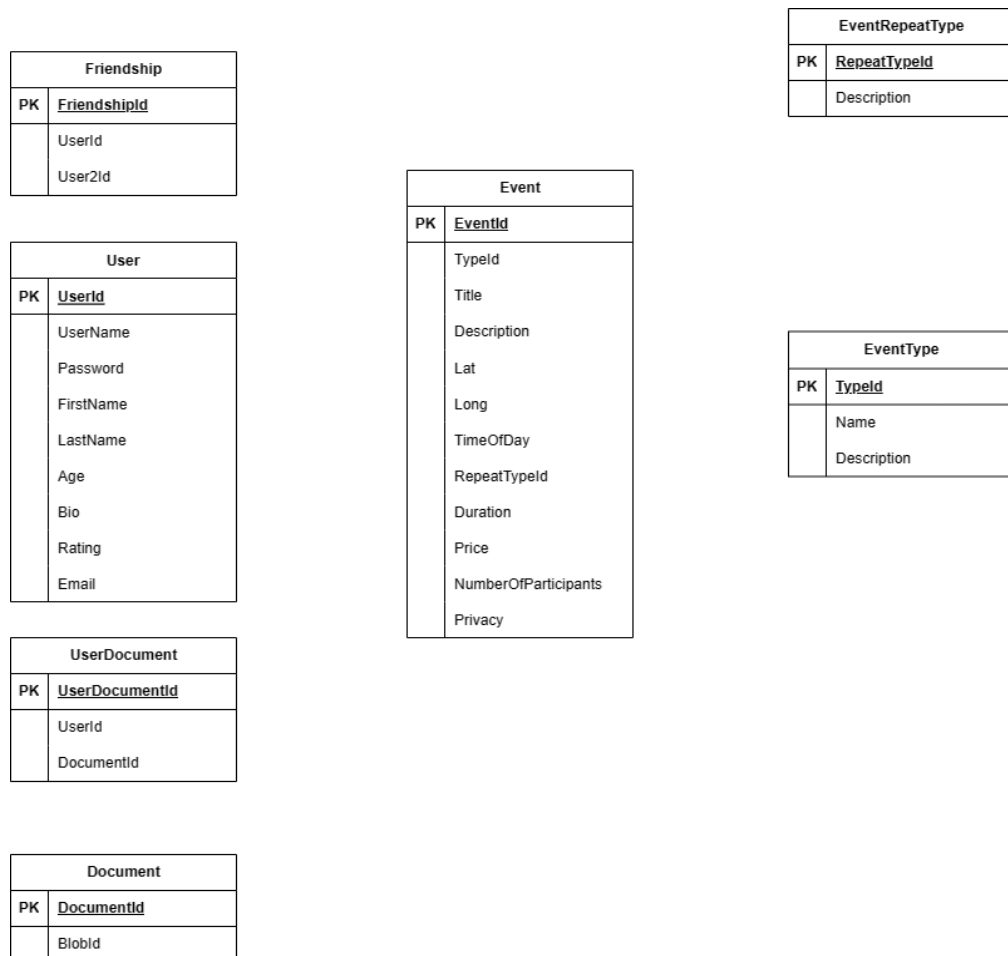 Friendship
PK FriendshipId
UserId
User2Id
User
PK UserId
UserName
Password
FirstName
LastName
Age
Bio
Rating
Email
UserDocument
PK UserDocumentId
UserId
DocumentId
Document
PK DocumentId
BlobId
Event
PK EventId
TypeId
Title
Description
Lat
Long
TimeOfDay
RepeatTypeId
Duration
Price
NumberOfParticipants
Privacy
EventRepeatType
PK RepeatTypeId
Description
EventType
PK TypeId
Name
Description